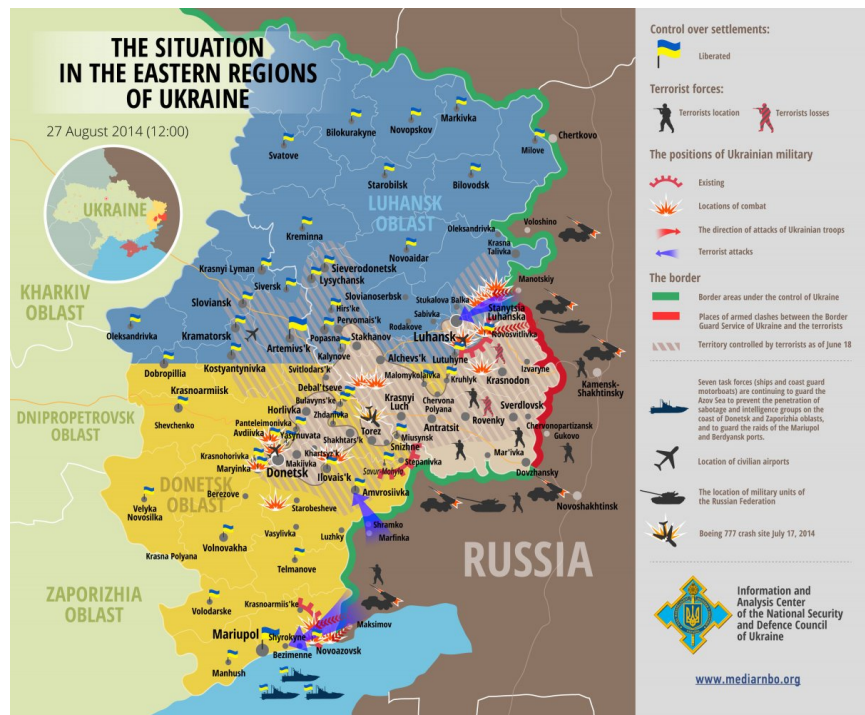 THE SITUATION
IN THE EASTERN REGIONS
OF UKRAINE
27 August 2014 (12:00)
UKRAINE
KHARKIV
OBLAST
DNIPROPETROVSK
OBLAST
ZAPORIZHIA
OBLAST
LUHANSK
OBLAST
DONETSK
OBLAST
RUSSIA
Markivka
Novopskov
Bilokurakyne
Milove
Chertkovo
Svatove
Starobilsk
Bilovodsk
Oleksandrivka
Voloshino
Kreminna
Krasna
Talivka
Novoaidar
Krasnyi Lyman
Sieverodonetsk
Lysychansk
Manotskiy
Siversk
Slovianoserbsk
Sloviansk
Hirs'ke
Stukalova Balka
Stanytsia
Luhanska
Pervomais'k
Sabivka
Oleksandrivka
Kramatorsk
Rodakove
Novosvitlivka
Popasna
Stakhanov
Luhansk
Artemivs'k
Kalynove
Alchevs'k
Lutuhyne
Kostyantynivka
Izvaryne
Dobropillia
Svitlodars'k
Malomykolaivka
Kruhlyk
Krasnodon
Kamensk-
Shakhtinsky
Krasnoarmiisk
Debal'tseve
Bulavyns'ke
Krasnyi
Luch
Chervona
Polyana
Sverdlovsk
Shevchenko
Horlivka
Zhdanivka
Rovenky
Panteleimonivka
Avdiivka
Yasynuvata
Torez
Antratsit
Chervonopartizansk
Gukovo
Shakhtars'k
Miusynsk
Snizhne
Krasnohorivka
Khartsyz'k
Maryinka
Makiivka
Stepanivka
Mar'ivka
Donetsk
Ilovais'k
Savur-Mohyla
Dovzhansky
Berezove
Amvrosiivka
Velyka
Novosilka
Starobesheve
Novoshakhtinsk
Vasylivka
Shramko
Luzhky
Marfinka
Volnovakha
Krasna Polyana
Telmanove
Volodarske
Krasnoarmiis'ke
Maksimov
Mariupol
Shyrokyne
Novoazovsk
Bezimenne
Manhush
Control over settlements:
Liberated
Terrorist forces:
Terrorists location
Terrorists losses
The positions of Ukrainian military
Existing
Locations of combat
The direction of attacks of Ukrainian troops
Terrorist attacks
The border
Border areas under the control of Ukraine
Places of armed clashes between the Border
Guard Service of Ukraine and the terrorists
Territory controlled by terrorists as of June 18
Seven task forces (ships and coast guard
motorboats) are continuing to guard the
Azov Sea to prevent the penetration of
sabotage and intelligence groups on the
coast of Donetsk and Zaporizhia oblasts,
and to guard the raids of the Mariupol
and Berdyansk ports.
Location of civilian airports
The location of military units of
the Russian Federation
Boeing 777 crash site July 17, 2014
Information and
Analysis Center
of the National Security
and Defence Council
of Ukraine
www.mediarnbo.org